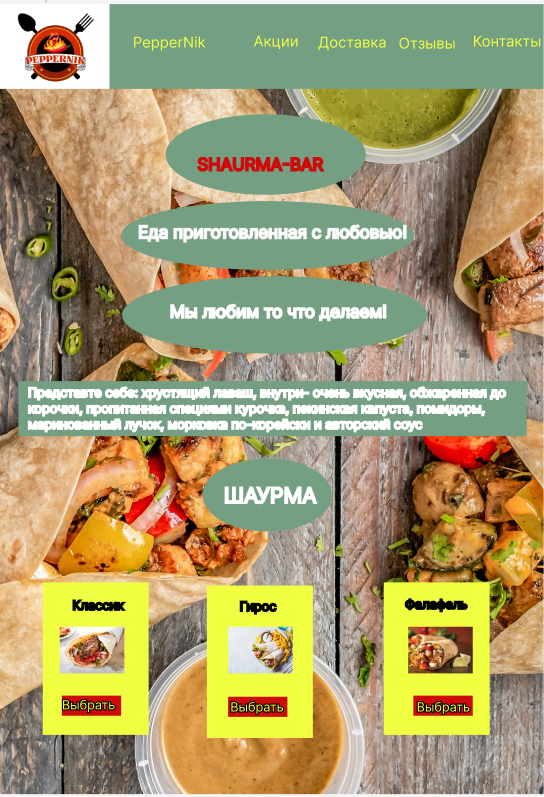 PEPPERNIK
PepperNik Акции Доставка Отзывы Контакты
SHAURMA-BAR
Еда приготовленная с любовью!
Мы любим то что делаем!
Представте себе: хрустящий лаваш, внутри- очень вкусная, обжаренная до
корочки, пропитанная специями курочка, пекинская капуста, помидоры,
маринованный лучок, морковка по-корейски и авторский соус
ШАУРМА
Классик Гирос Фалафель
Выбрать Выбрать Выбрать